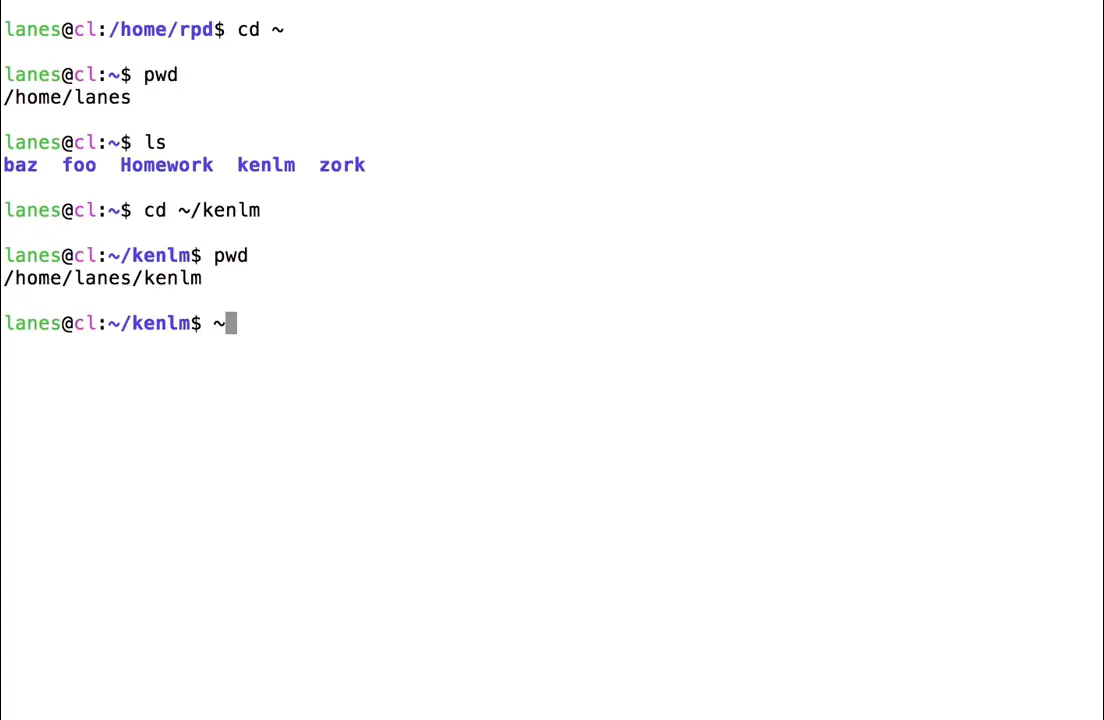 lanes@cl:/home/rpd$ cd ~
lanes@cl:~$ pwd
/home/lanes
lanes@cl:~$ ls
baz  foo  Homework  kenlm  zork
lanes@cl:~$ cd ~/kenlm
lanes@cl:~/kenlm$ pwd
/home/lanes/kenlm
lanes@cl:~/kenlm$ ~